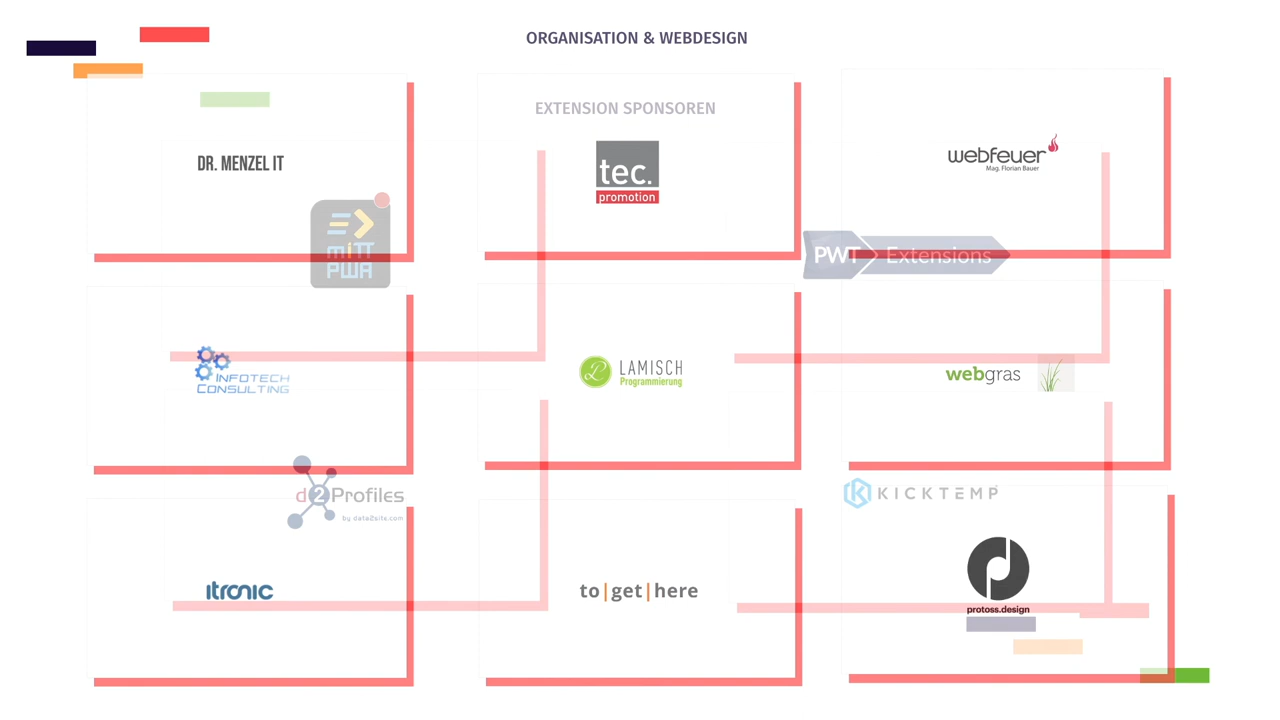 ORGANISATION & WEBDESIGN
EXTENSION SPONSOREN
DR. MENZEL IT
tec.
promotion
webfeuer
Mag. Florian Bauer
miTT
PWA
PWT Extensions
INFOTECH
CONSULTING
L LAMISCH
Programmierung
webgras
d2Profiles
by data2site.com
KICKTEMP
itronic
to|get|here
protoss.design